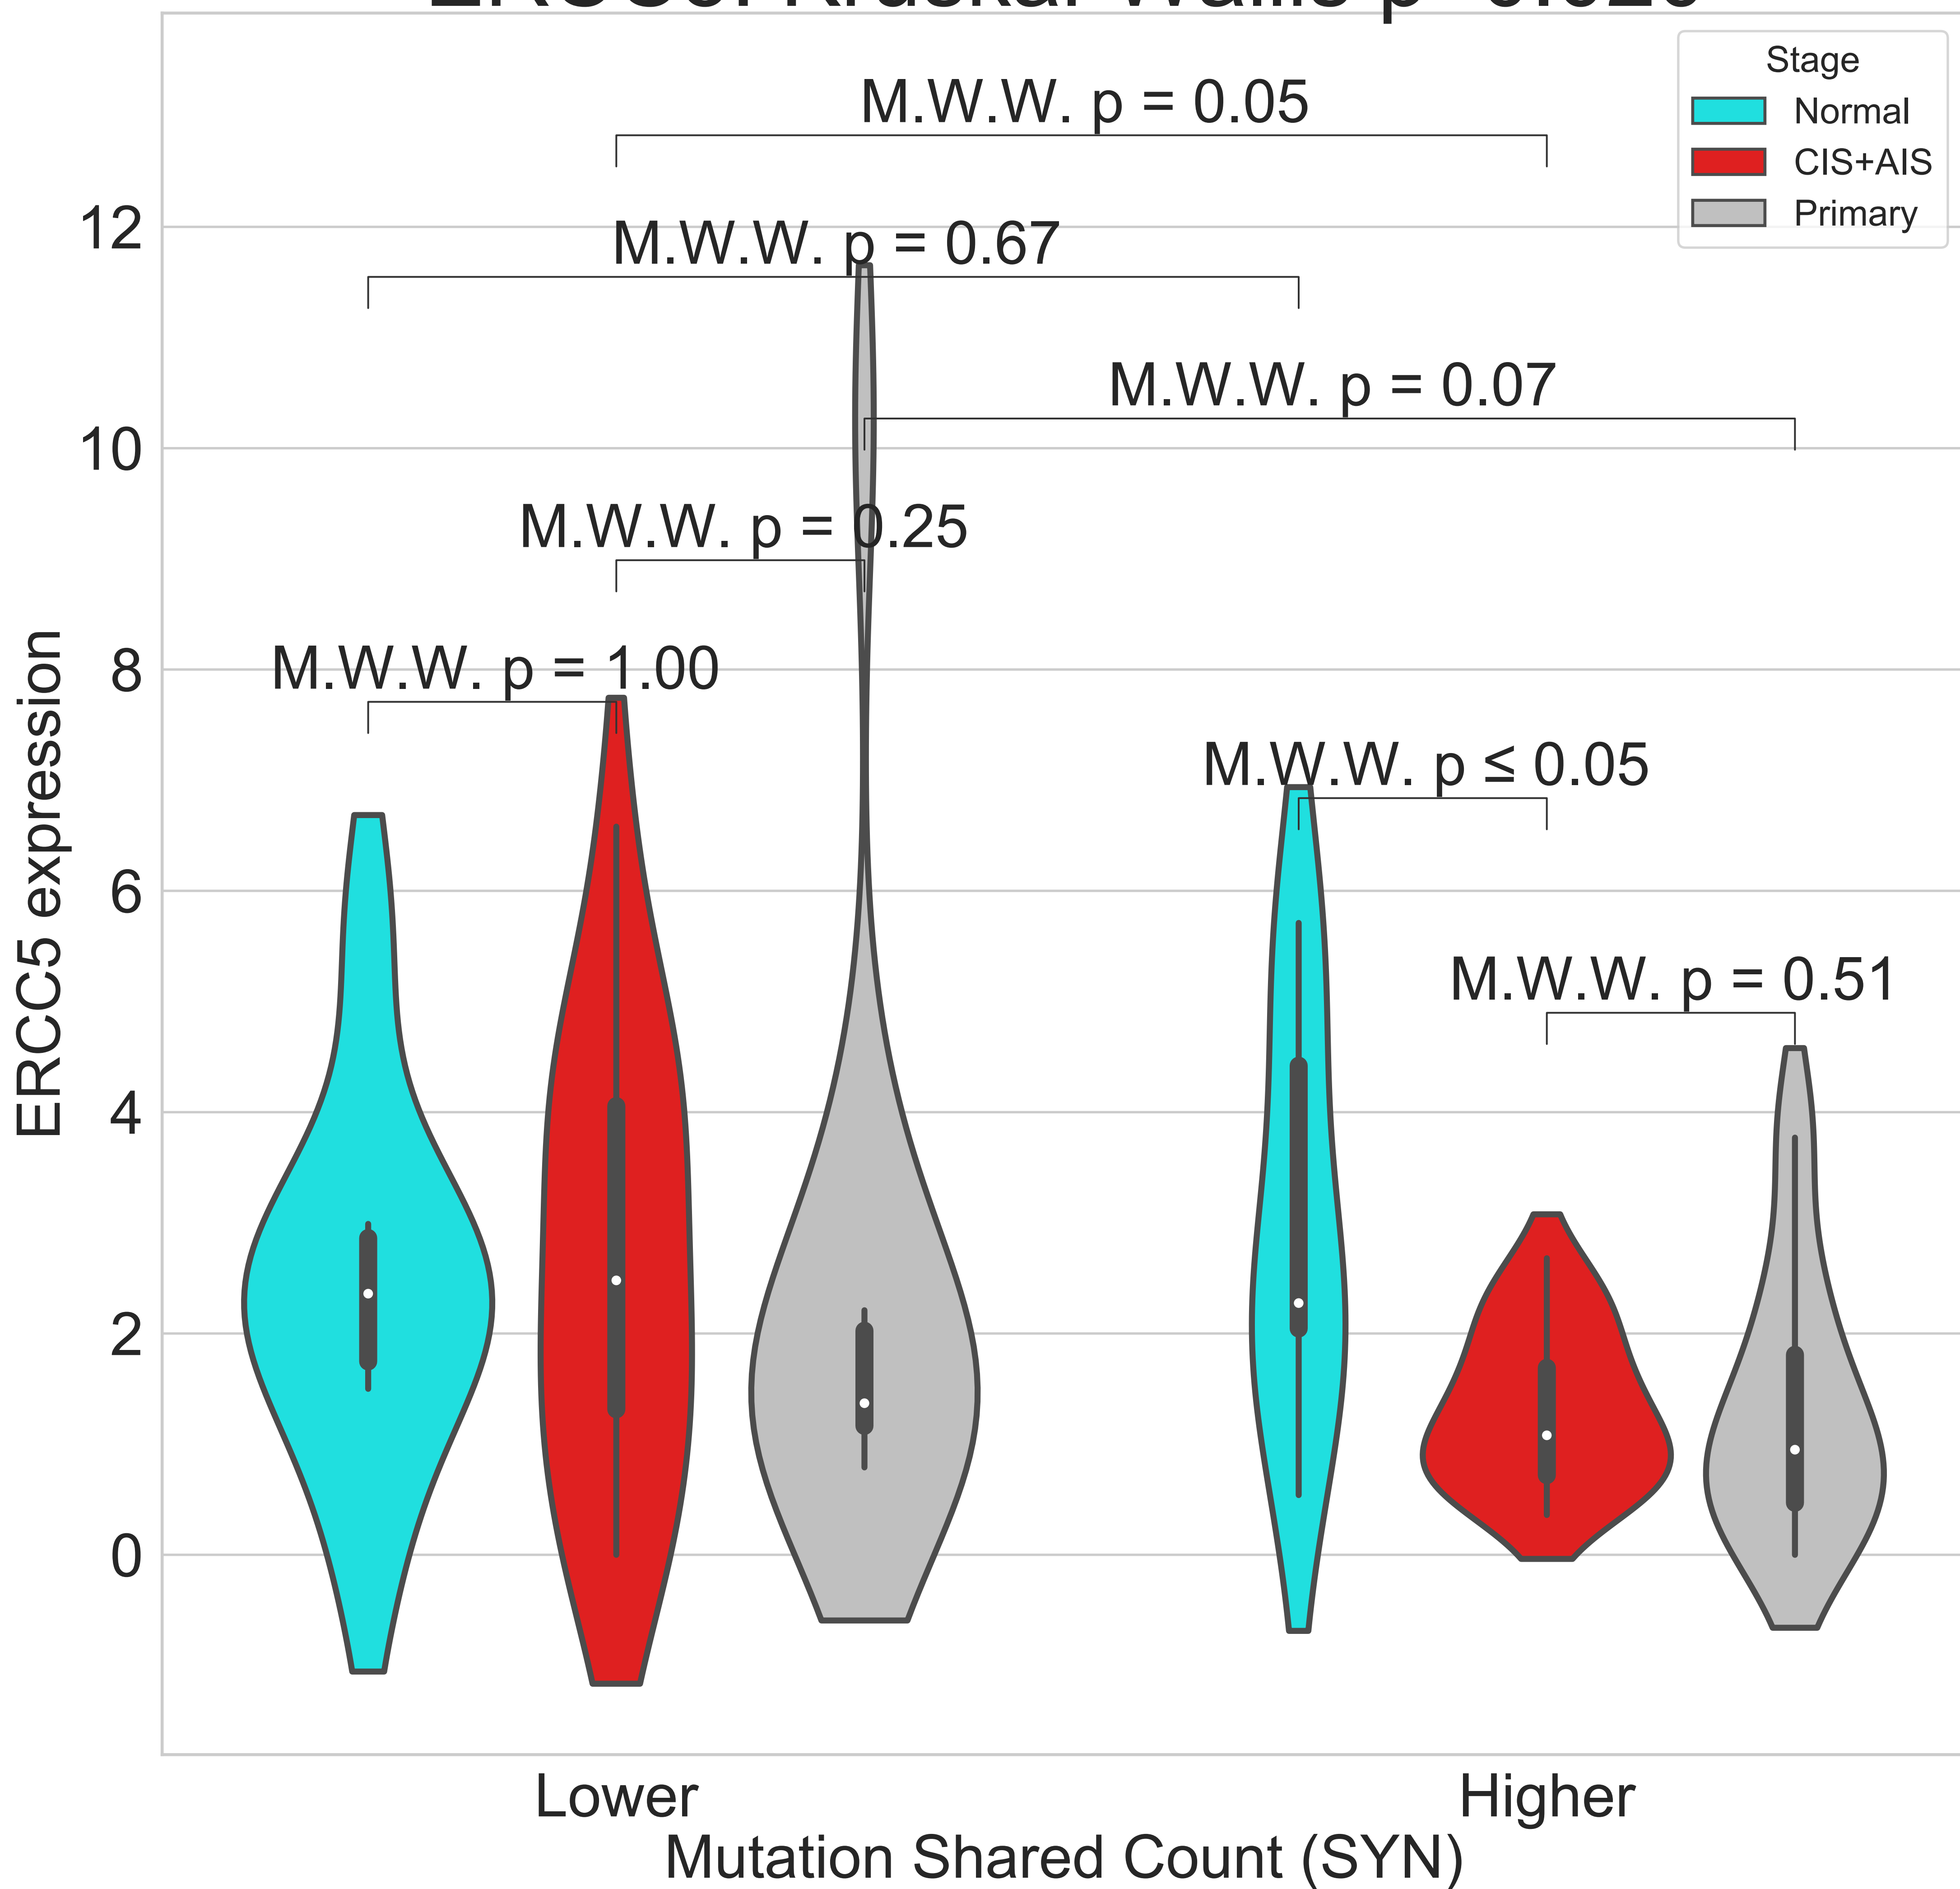 Stage
Normal
CIS+AIS
Primary
M.W.W. p = 0.05
M.W.W. p = 0.67
M.W.W. p = 0.07
M.W.W. p = 0.25
M.W.W. p = 1.00
M.W.W. p ≤ 0.05
M.W.W. p = 0.51
ERCC5 expression
12
10
8
6
4
2
0
Lower
Higher
Mutation Shared Count (SYN)